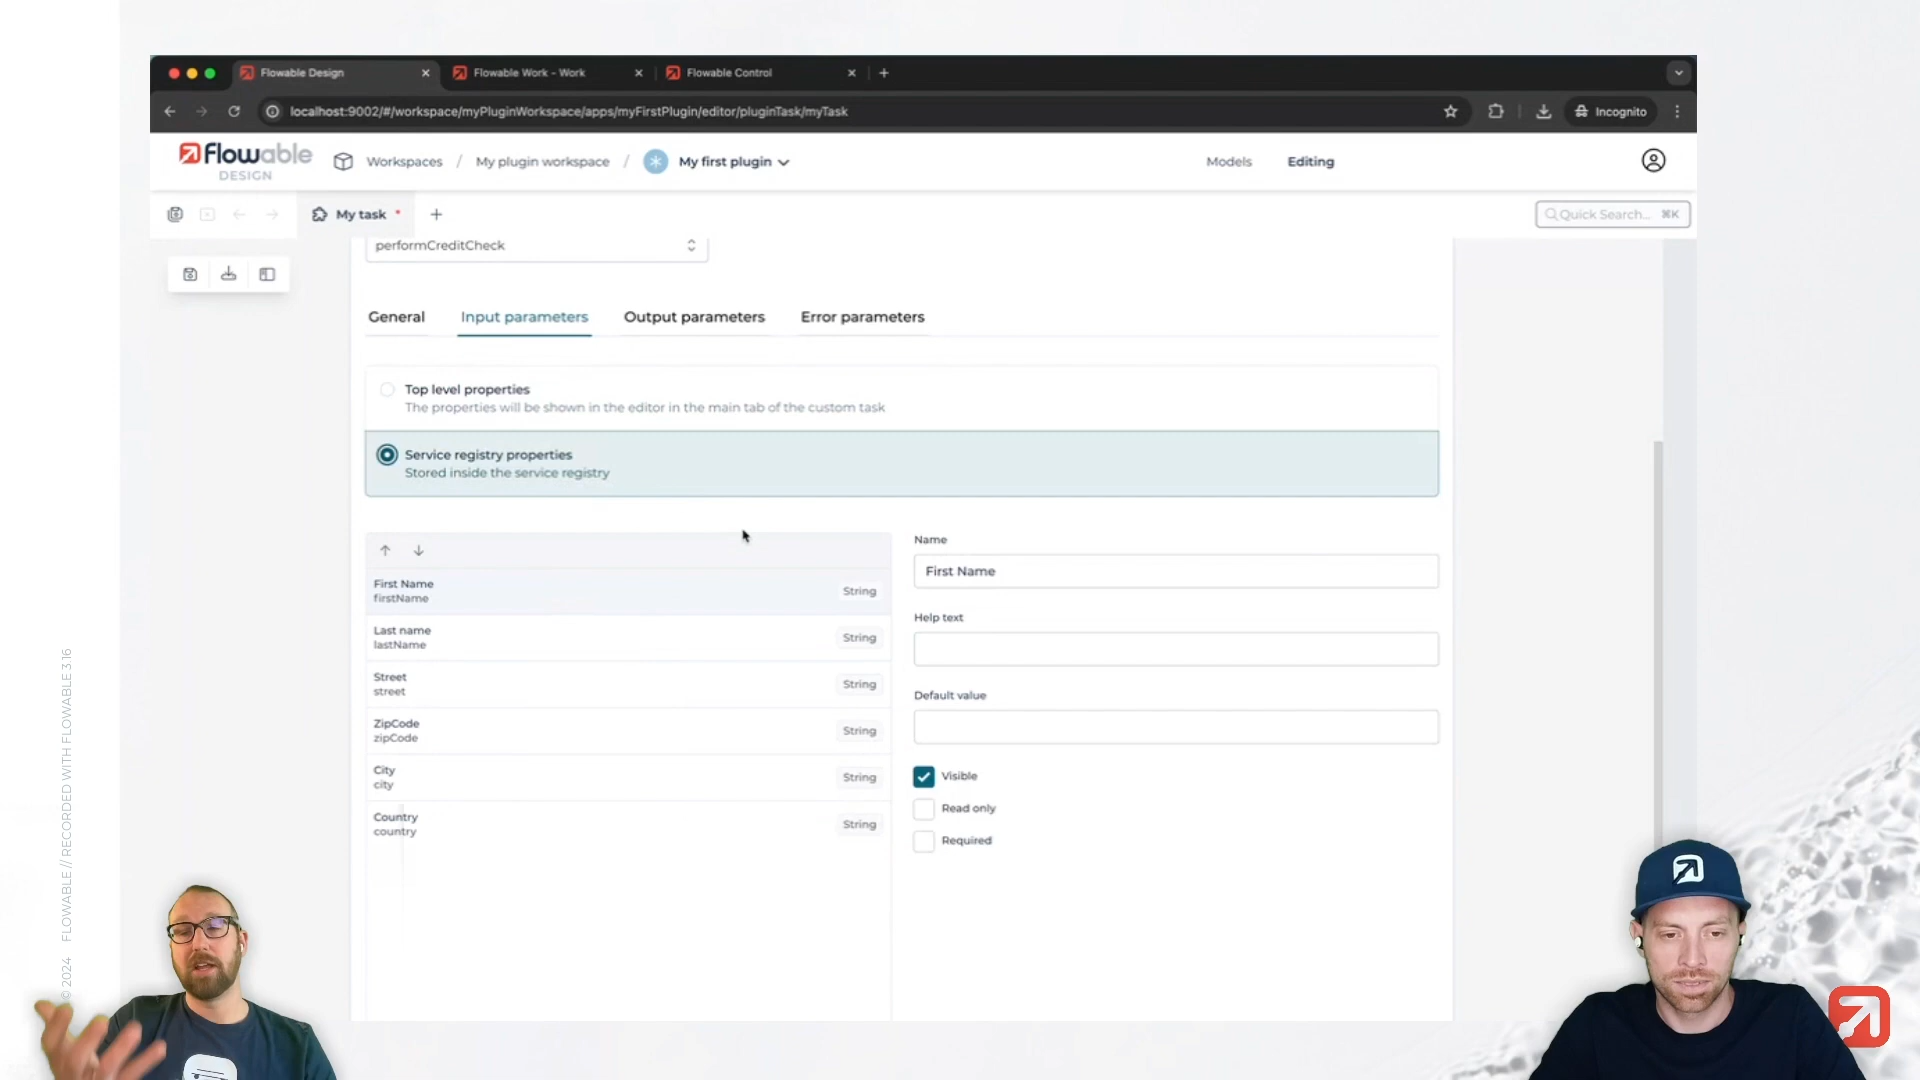 Flowable Design
Flowable Work - Work
Flowable Control
localhost:9002/#/workspace/myPluginWorkspace/apps/myFirstPlugin/editor/pluginTask/myTask
Incognito
Flowable
DESIGN
Workspaces / My plugin workspace / My first plugin
Models
Editing
My task *
Quick Search... ⌘K
performCreditCheck
General
Input parameters
Output parameters
Error parameters
Top level properties
The properties will be shown in the editor in the main tab of the custom task
Service registry properties
Stored inside the service registry
First Name
firstName
String
Last name
lastName
String
Street
street
String
ZipCode
zipCode
String
City
city
String
Country
country
String
Name
First Name
Help text
Default value
Visible
Read only
Required
© 2024 FLOWABLE // RECORDED WITH FLOWABLE 3.16